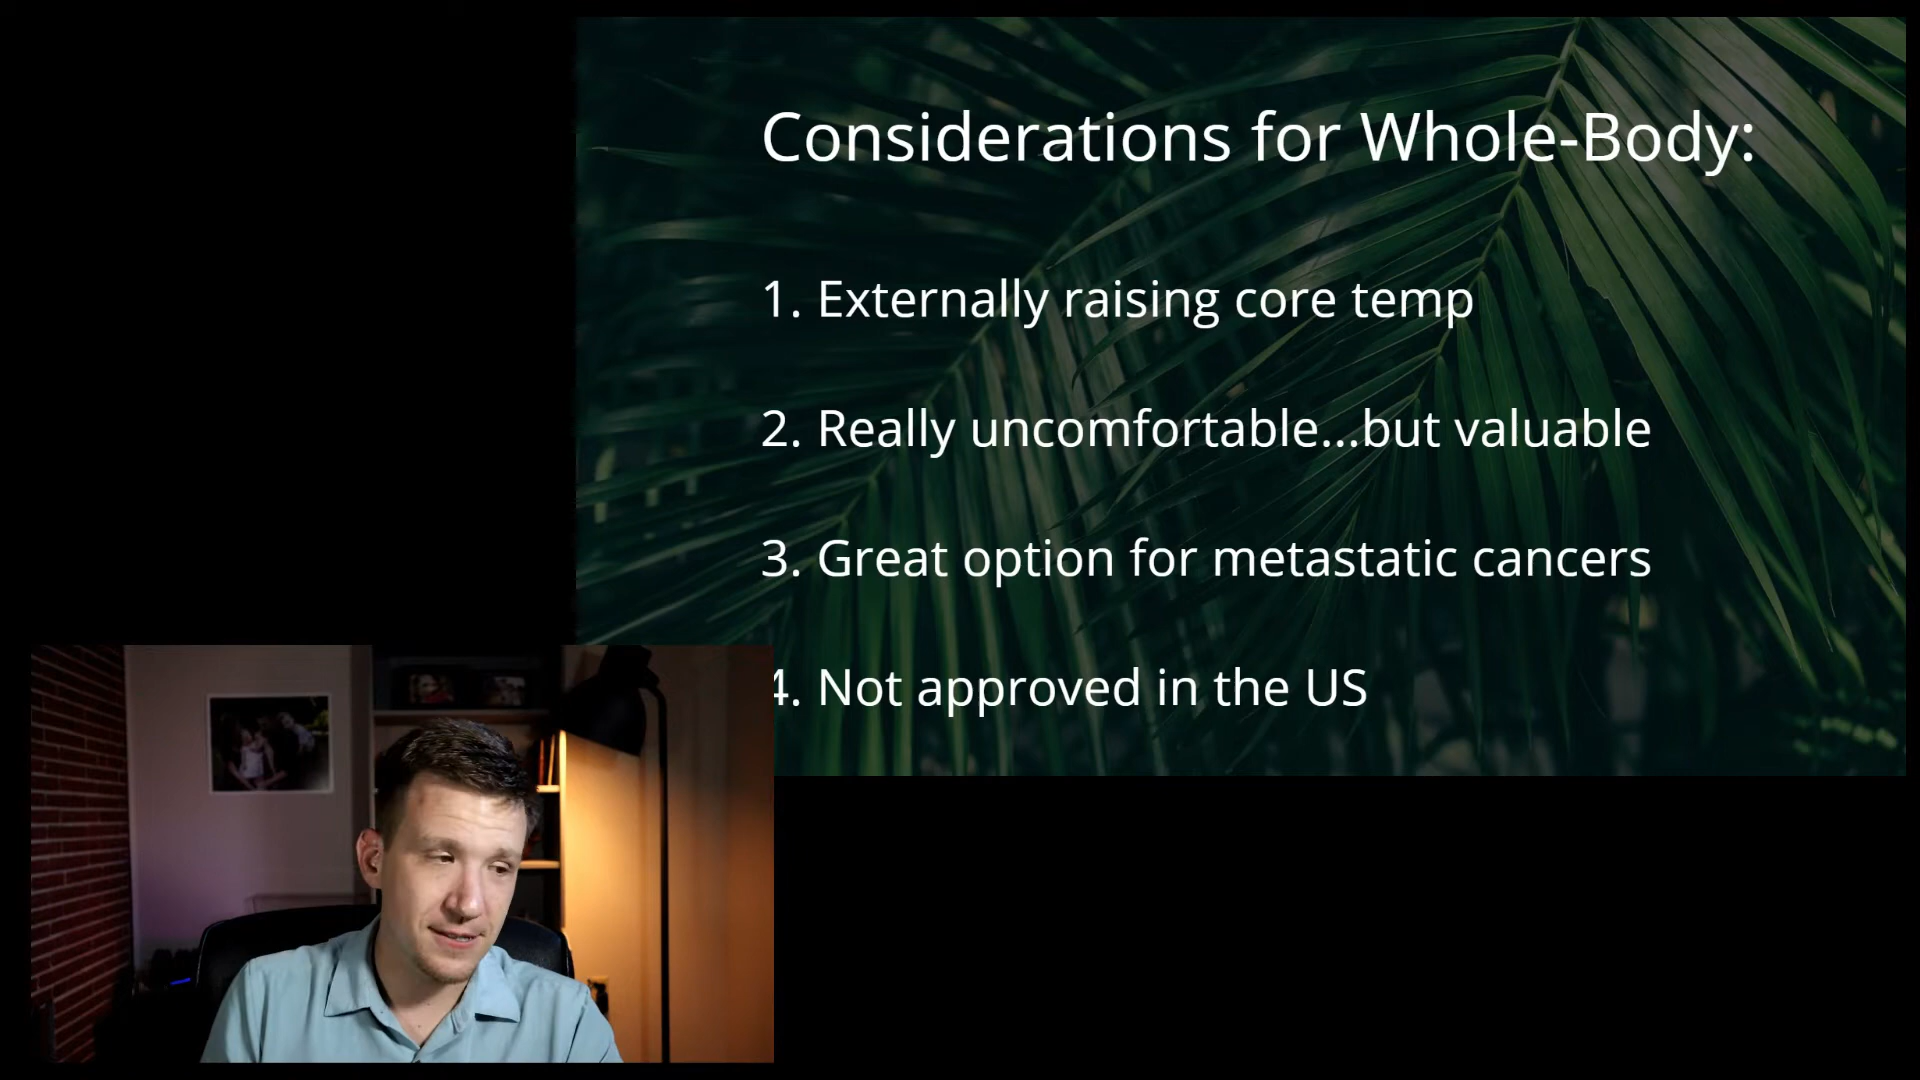 Considerations for Whole-Body:
1. Externally raising core temp
2. Really uncomfortable...but valuable
3. Great option for metastatic cancers
4. Not approved in the US